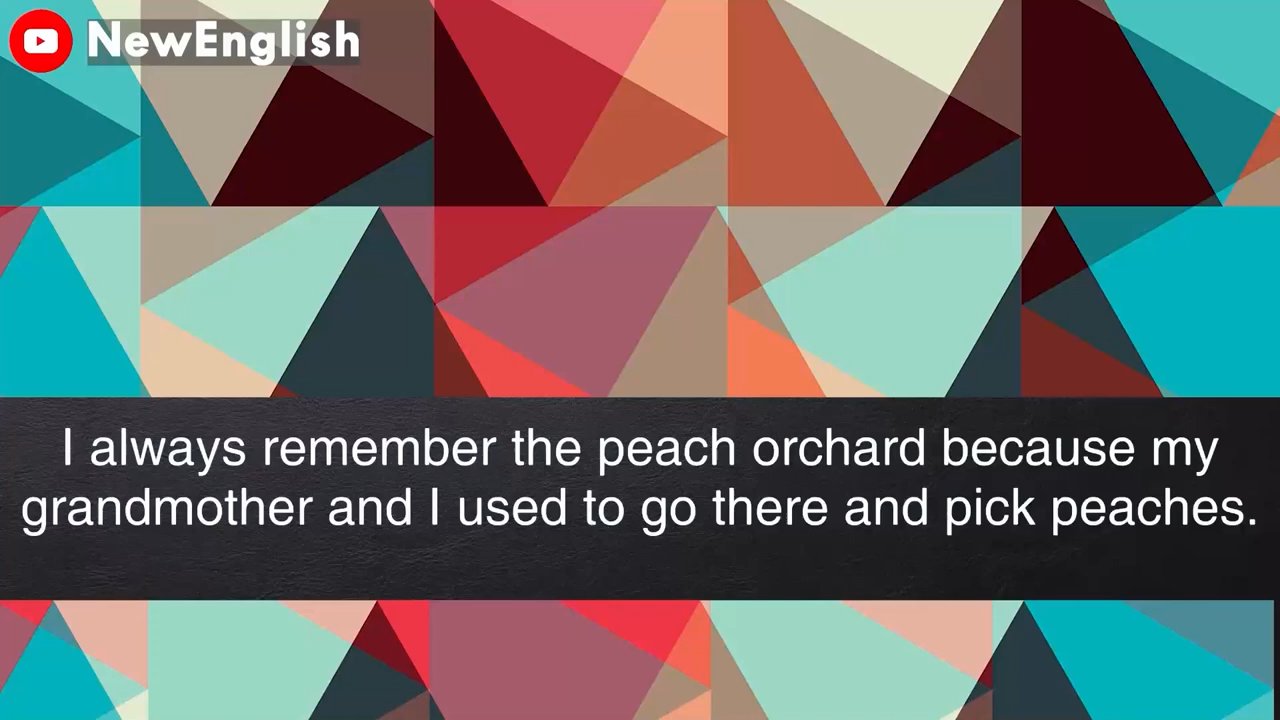 NewEnglish
I always remember the peach orchard because my
grandmother and I used to go there and pick peaches.